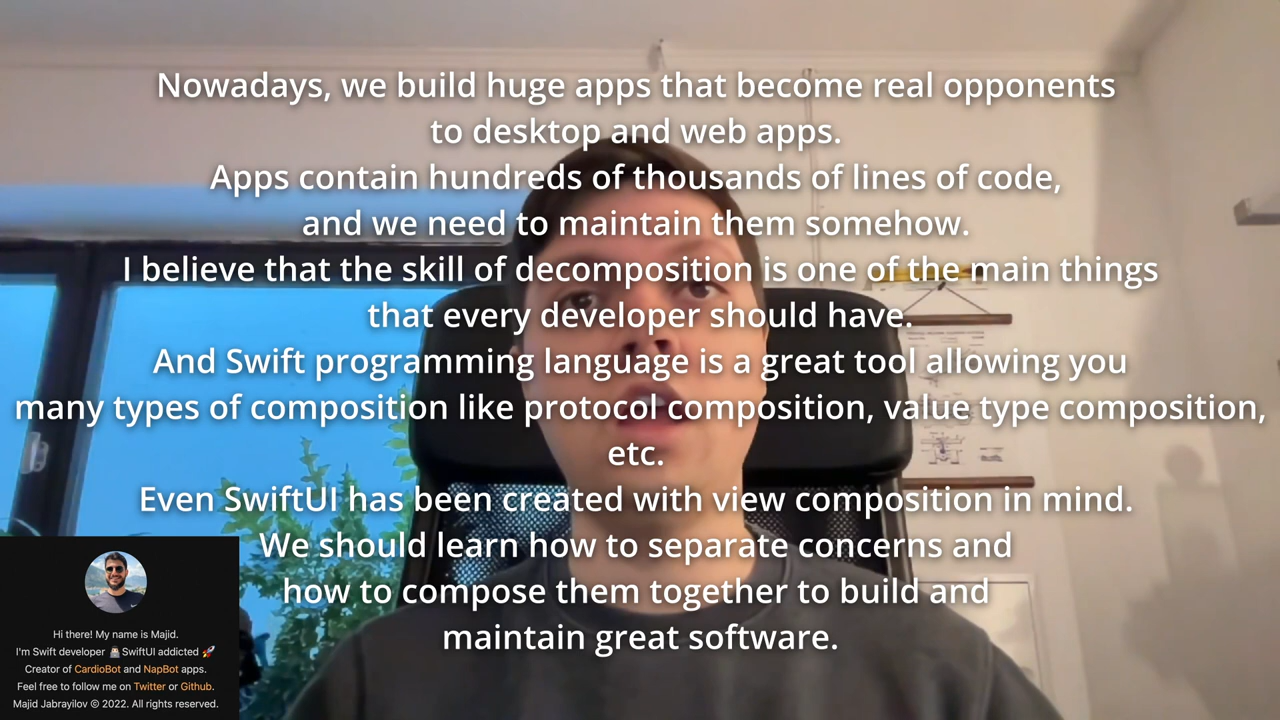 Nowadays, we build huge apps that become real opponents
to desktop and web apps.
Apps contain hundreds of thousands of lines of code,
and we need to maintain them somehow.
I believe that the skill of decomposition is one of the main things
that every developer should have.
And Swift programming language is a great tool allowing you
many types of composition like protocol composition, value type composition,
etc.
Even SwiftUI has been created with view composition in mind.
We should learn how to separate concerns and
how to compose them together to build and
maintain great software.
Hi there! My name is Majid.
I'm Swift developer 👨🏻‍💻SwiftUI addicted 🚀
Creator of CardioBot and NapBot apps.
Feel free to follow me on Twitter or Github.
Majid Jabrayilov © 2022. All rights reserved.